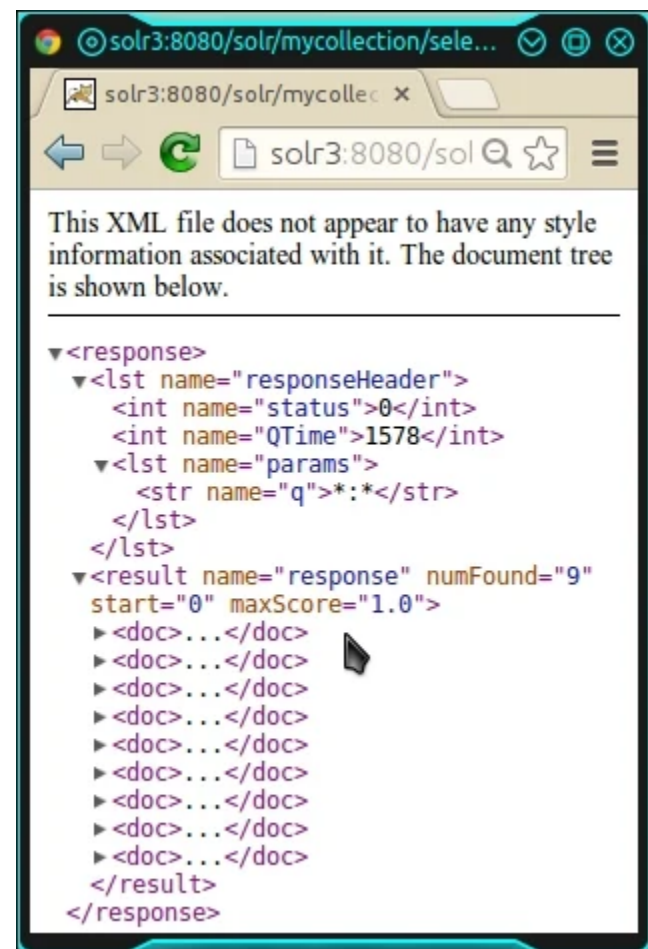 solr3:8080/solr/mycollection/sele...
solr3:8080/solr/mycollec
solr3:8080/sol
This XML file does not appear to have any style
information associated with it. The document tree
is shown below.
▼<response>
▼<lst name="responseHeader">
<int name="status">0</int>
<int name="QTime">1578</int>
▼<lst name="params">
<str name="q">*:*</str>
</lst>
</lst>
▼<result name="response" numFound="9"
start="0" maxScore="1.0">
▶<doc>...</doc>
▶<doc>...</doc>
▶<doc>...</doc>
▶<doc>...</doc>
▶<doc>...</doc>
▶<doc>...</doc>
▶<doc>...</doc>
▶<doc>...</doc>
▶<doc>...</doc>
</result>
</response>